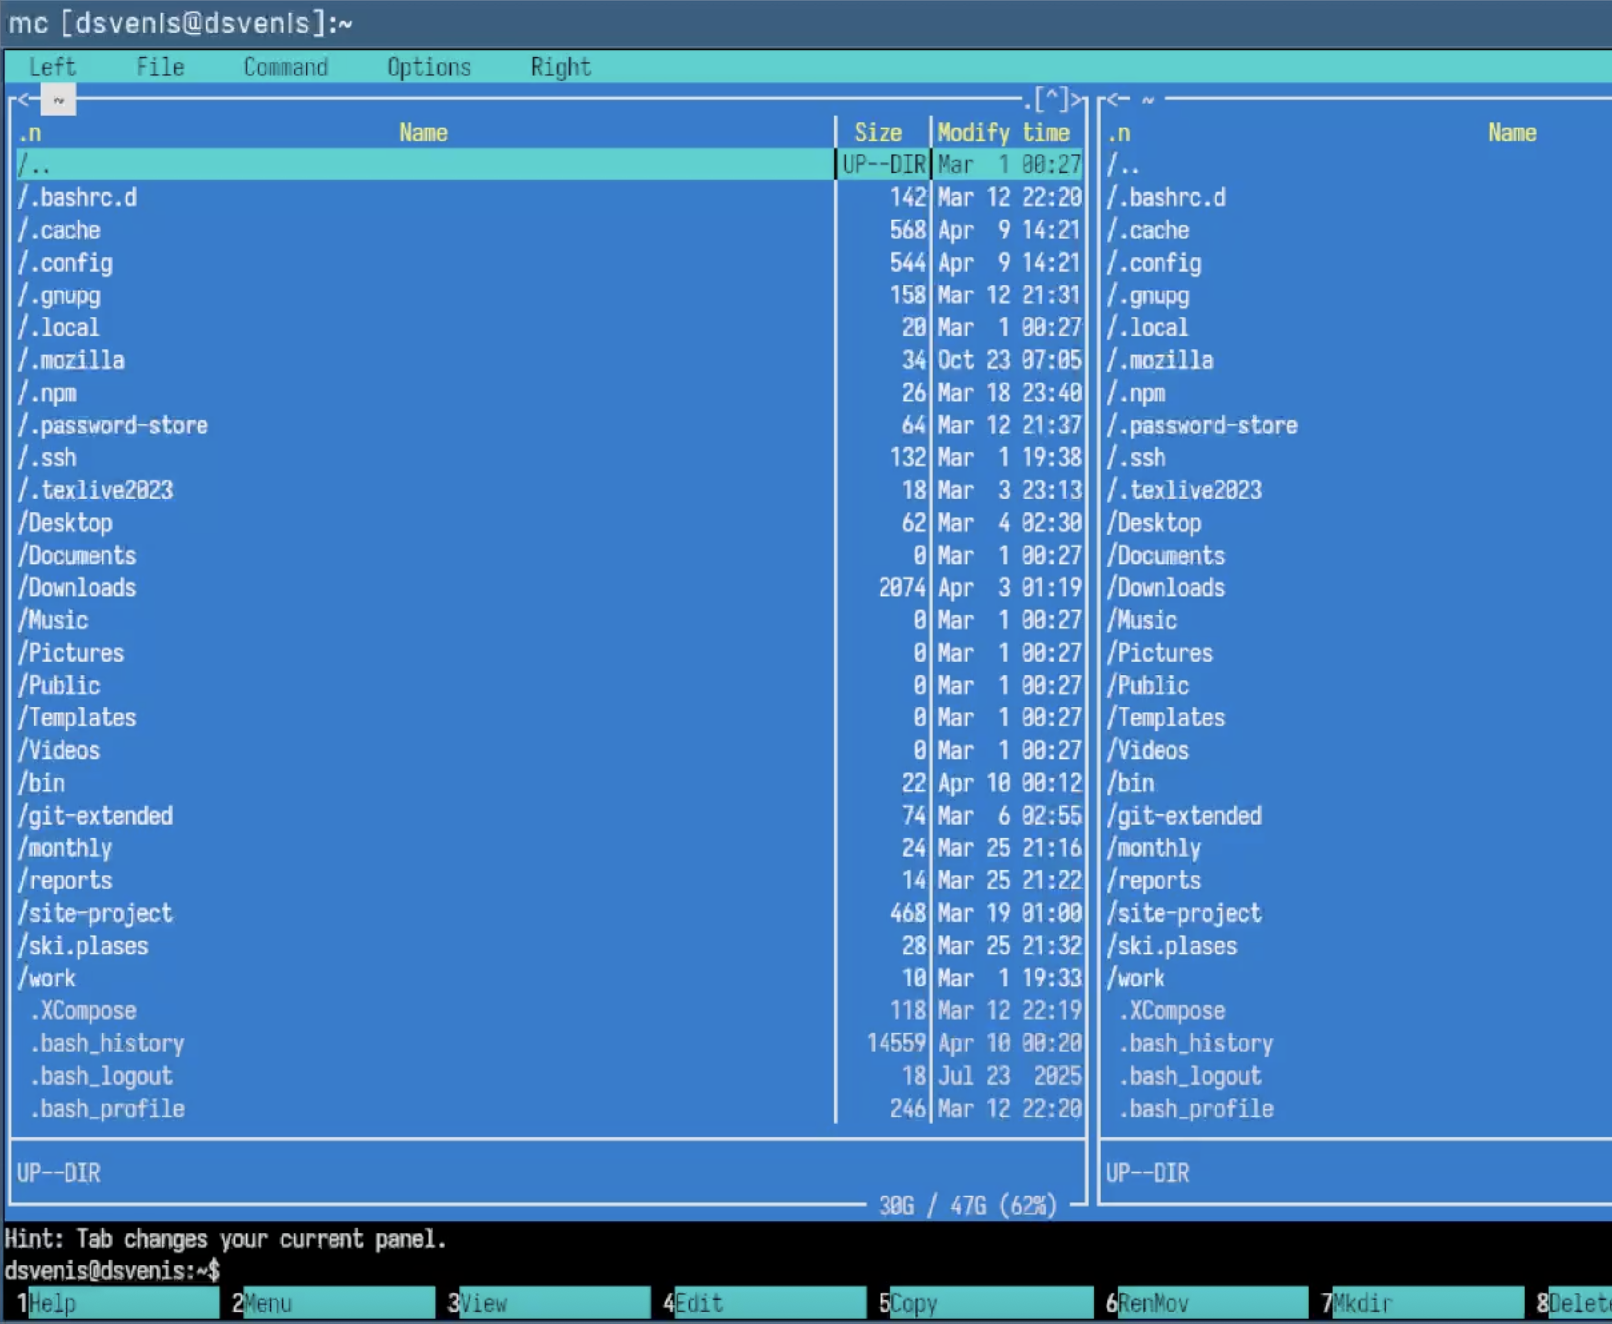 mc [dsvenis@dsvenis]:~
Left File Command Options Right
<- ~ .[^]> <- ~
.n Name Size Modify time .n Name
/.. UP--DIR Mar 1 00:27 /..
/.bashrc.d 142 Mar 12 22:20 /.bashrc.d
/.cache 568 Apr 9 14:21 /.cache
/.config 544 Apr 9 14:21 /.config
/.gnupg 158 Mar 12 21:31 /.gnupg
/.local 20 Mar 1 00:27 /.local
/.mozilla 34 Oct 23 07:05 /.mozilla
/.npm 26 Mar 18 23:40 /.npm
/.password-store 64 Mar 12 21:37 /.password-store
/.ssh 132 Mar 1 19:38 /.ssh
/.texlive2023 18 Mar 3 23:13 /.texlive2023
/Desktop 62 Mar 4 02:30 /Desktop
/Documents 0 Mar 1 00:27 /Documents
/Downloads 2074 Apr 3 01:19 /Downloads
/Music 0 Mar 1 00:27 /Music
/Pictures 0 Mar 1 00:27 /Pictures
/Public 0 Mar 1 00:27 /Public
/Templates 0 Mar 1 00:27 /Templates
/Videos 0 Mar 1 00:27 /Videos
/bin 22 Apr 10 00:12 /bin
/git-extended 74 Mar 6 02:55 /git-extended
/monthly 24 Mar 25 21:16 /monthly
/reports 14 Mar 25 21:22 /reports
/site-project 468 Mar 19 01:00 /site-project
/ski.plases 28 Mar 25 21:32 /ski.plases
/work 10 Mar 1 19:33 /work
.XCompose 118 Mar 12 22:19 .XCompose
.bash_history 14559 Apr 10 00:20 .bash_history
.bash_logout 18 Jul 23 2025 .bash_logout
.bash_profile 246 Mar 12 22:20 .bash_profile
UP--DIR UP--DIR
30G / 47G (62%)
Hint: Tab changes your current panel.
dsvenis@dsvenis:~$
1Help 2Menu 3View 4Edit 5Copy 6RenMov 7Mkdir 8Delet